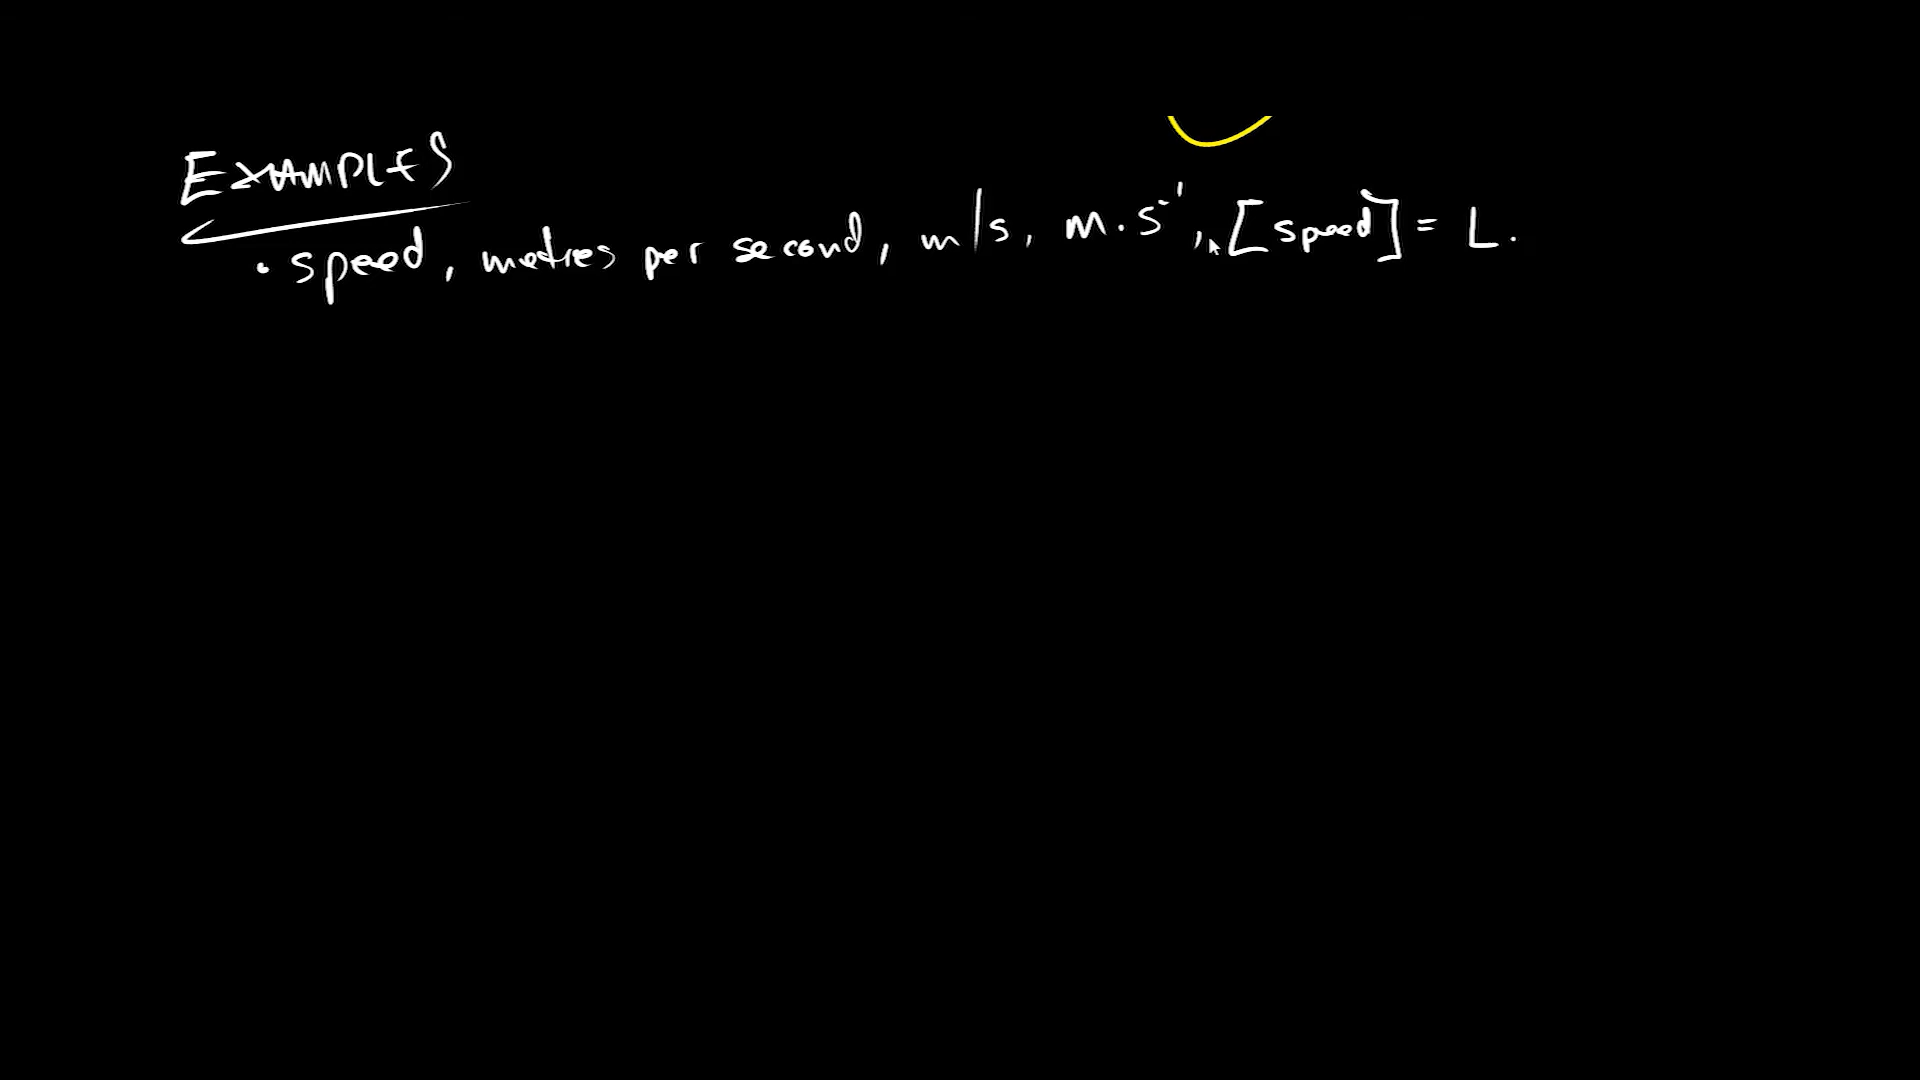 EXAMPLES
• speed, metres per second, m/s, m·s⁻¹, [speed] = L.